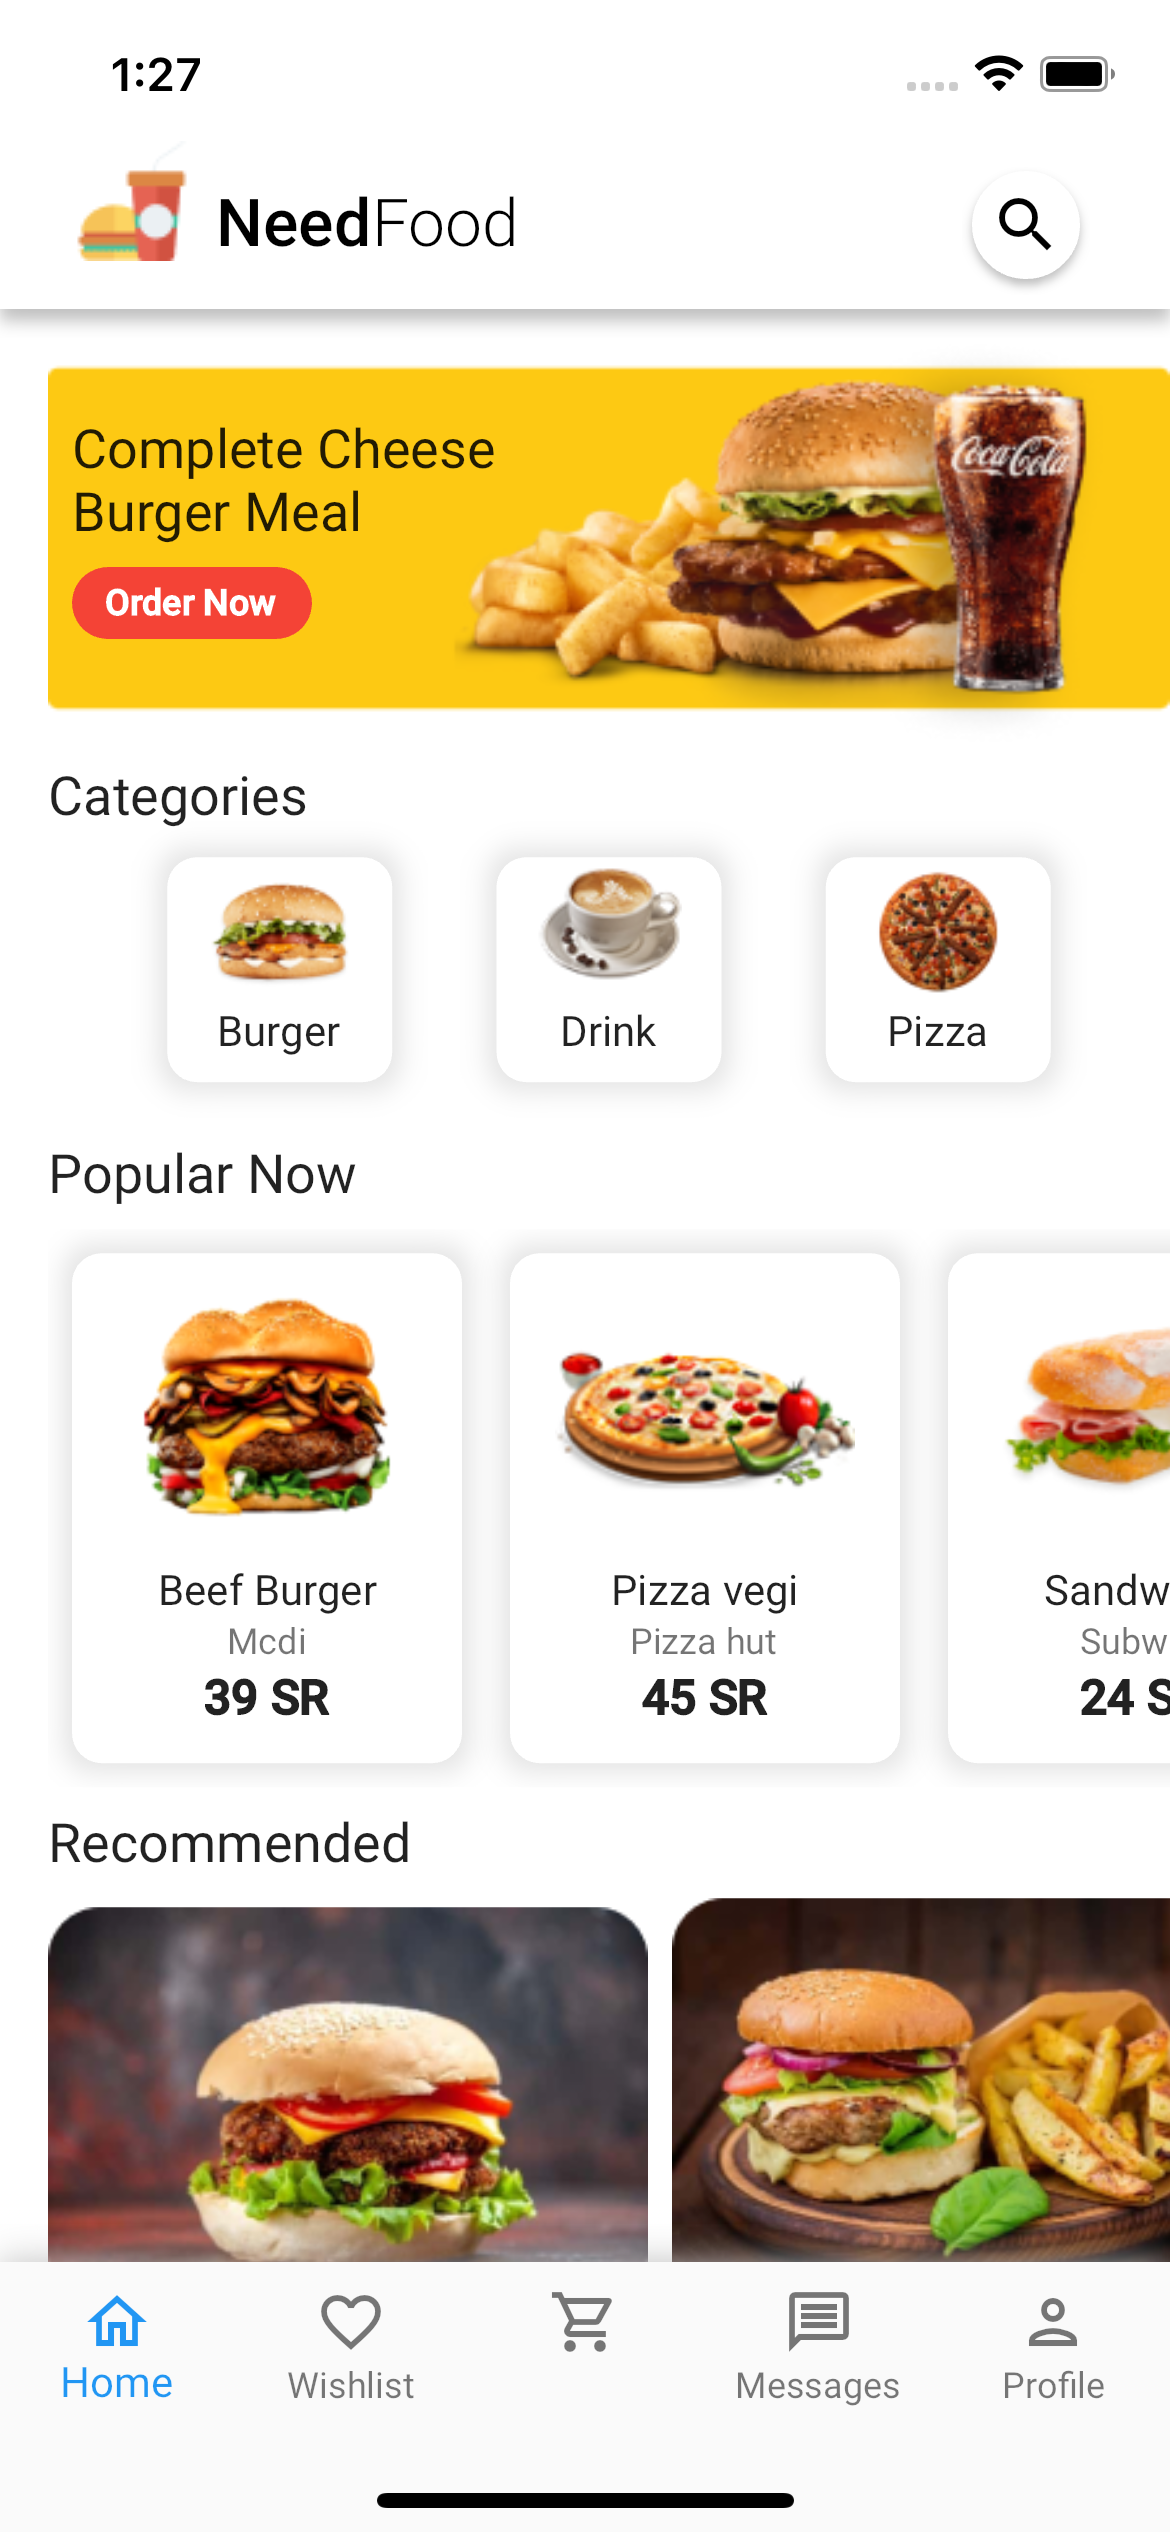 1:27
NeedFood
Complete Cheese
Burger Meal
Coca-Cola
Order Now
Categories
Burger
Drink
Pizza
Popular Now
Beef Burger
Pizza vegi
Sandw
Mcdi
Pizza hut
Subw
39 SR
45 SR
24 S
Recommended
Home
Wishlist
Messages
Profile